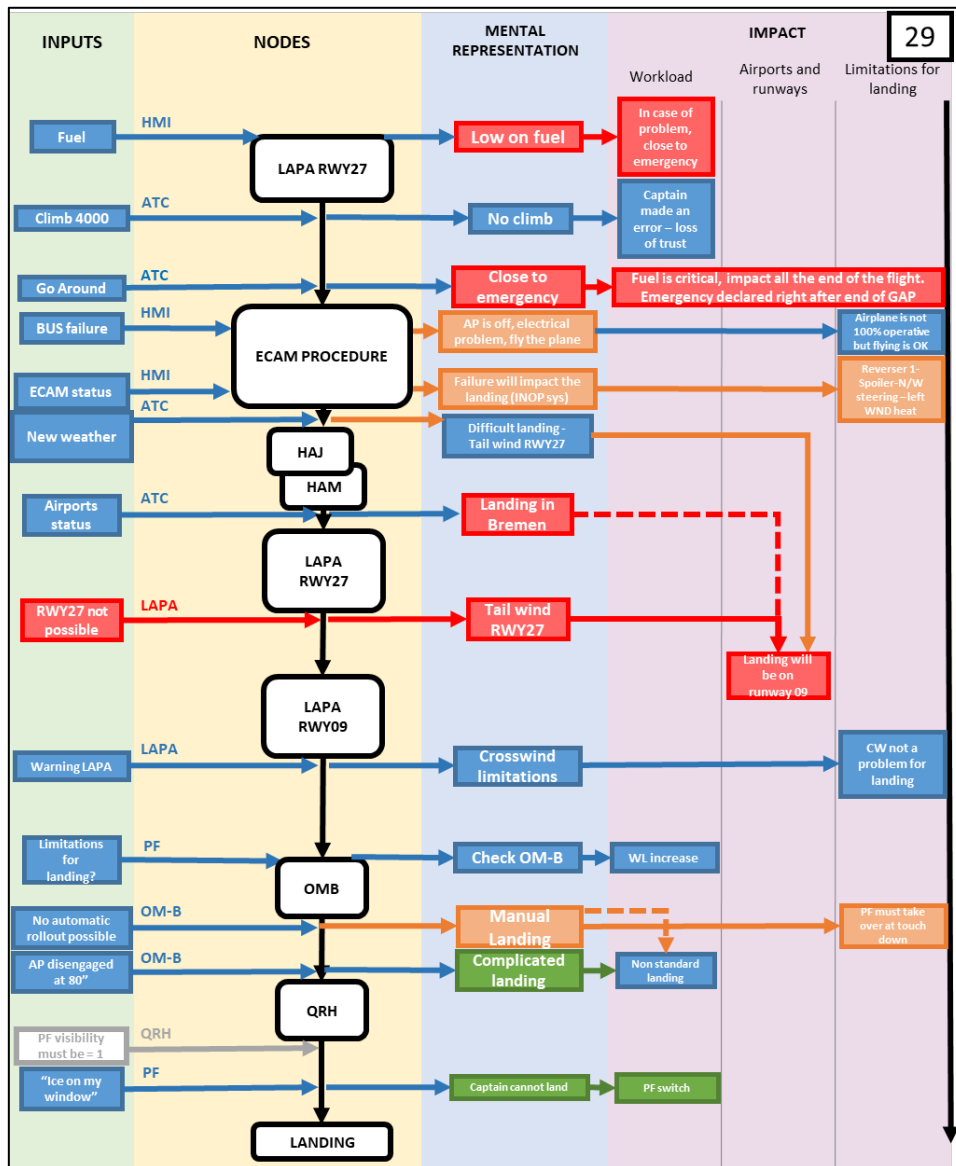 INPUTS
NODES
MENTAL
REPRESENTATION
IMPACT
29
Workload
Airports and
runways
Limitations for
landing
Fuel
HMI
LAPA RWY27
Low on fuel
In case of
problem,
close to
emergency
Climb 4000
ATC
No climb
Captain
made an
error – loss
of trust
Go Around
ATC
Close to
emergency
Fuel is critical, impact all the end of the flight.
Emergency declared right after end of GAP
BUS failure
HMI
ECAM PROCEDURE
AP is off, electrical
problem, fly the plane
Airplane is not
100% operative
but flying is OK
ECAM status
HMI
Failure will impact the
landing (INOP sys)
Reverser 1-
Spoiler-N/W
steering – left
WND heat
New weather
ATC
Difficult landing -
Tail wind RWY27
HAJ
HAM
Airports
status
ATC
Landing in
Bremen
LAPA
RWY27
RWY27 not
possible
LAPA
Tail wind
RWY27
Landing will
be on
runway 09
LAPA
RWY09
Warning LAPA
LAPA
Crosswind
limitations
CW not a
problem for
landing
Limitations
for
landing?
PF
OMB
Check OM-B
WL increase
No automatic
rollout possible
OM-B
Manual
Landing
PF must take
over at touch
down
AP disengaged
at 80”
OM-B
Complicated
landing
Non standard
landing
QRH
PF visibility
must be = 1
QRH
“Ice on my
window”
PF
Captain cannot land
PF switch
LANDING